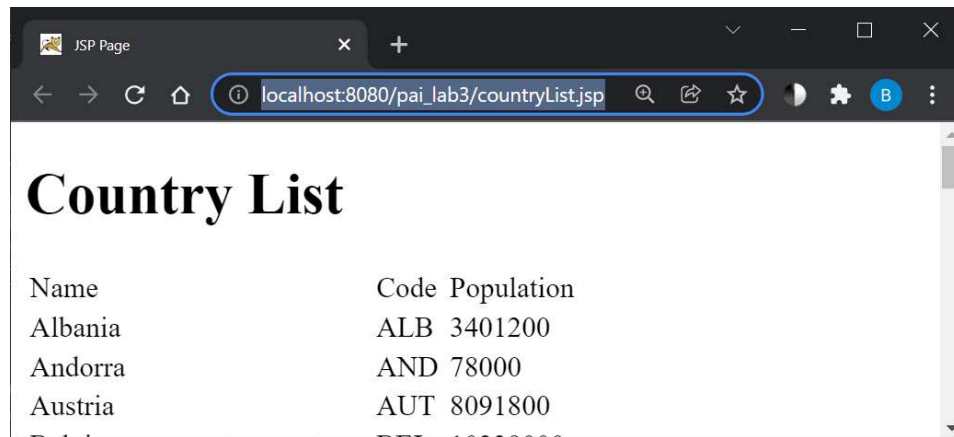 JSP Page
localhost:8080/pai_lab3/countryList.jsp
B
Country List
Name Code Population
Albania ALB 3401200
Andorra AND 78000
Austria AUT 8091800